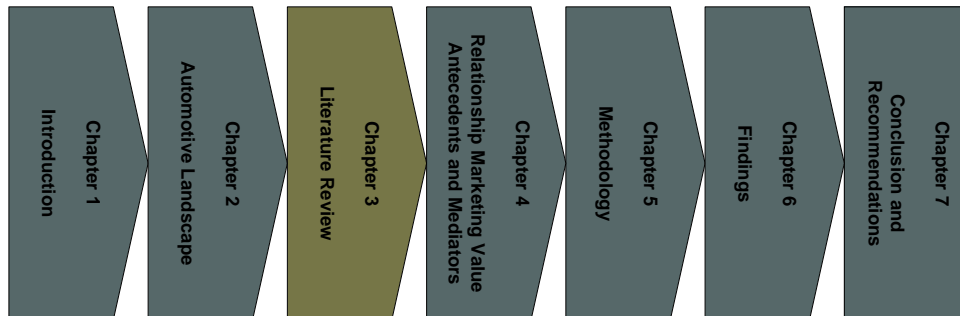 Chapter 1
Introduction
Chapter 2
Automotive Landscape
Chapter 3
Literature Review
Chapter 4
Relationship Marketing Value
Antecedents and Mediators
Chapter 5
Methodology
Chapter 6
Findings
Chapter 7
Conclusion and
Recommendations